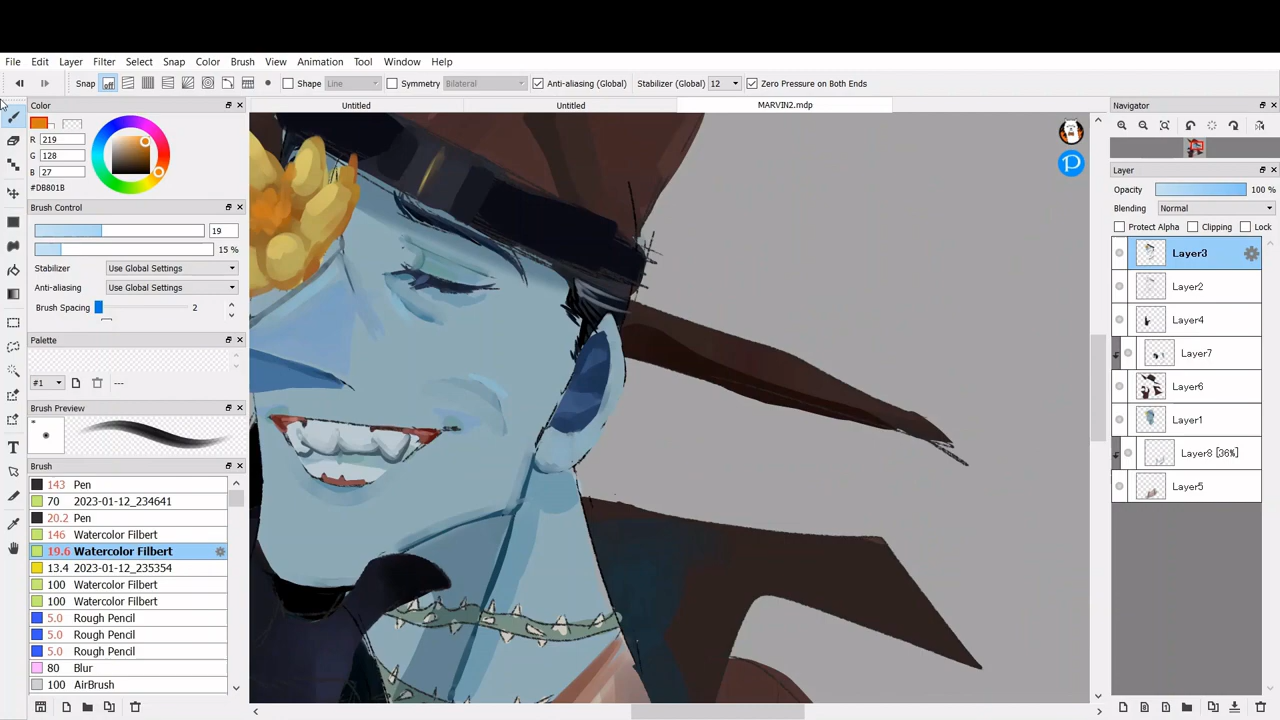 File Edit Layer Filter Select Snap Color Brush View Animation Tool Window Help
Snap off Shape Line Symmetry Bilateral Anti-aliasing (Global) Stabilizer (Global) 12 Zero Pressure on Both Ends
Color
Untitled Untitled MARVIN2.mdp
R 219
G 128
B 27
#DB801B
Brush Control
19
15 %
Stabilizer Use Global Settings
Anti-aliasing Use Global Settings
Brush Spacing 2
Palette
#1 ---
Brush Preview
Brush
143 Pen
70 2023-01-12_234641
20.2 Pen
146 Watercolor Filbert
19.6 Watercolor Filbert
13.4 2023-01-12_235354
100 Watercolor Filbert
100 Watercolor Filbert
5.0 Rough Pencil
5.0 Rough Pencil
5.0 Rough Pencil
80 Blur
100 AirBrush
Navigator
Layer
Opacity 100 %
Blending Normal
Protect Alpha Clipping Lock
Layer3
Layer2
Layer4
Layer7
Layer6
Layer1
Layer8 [36%]
Layer5